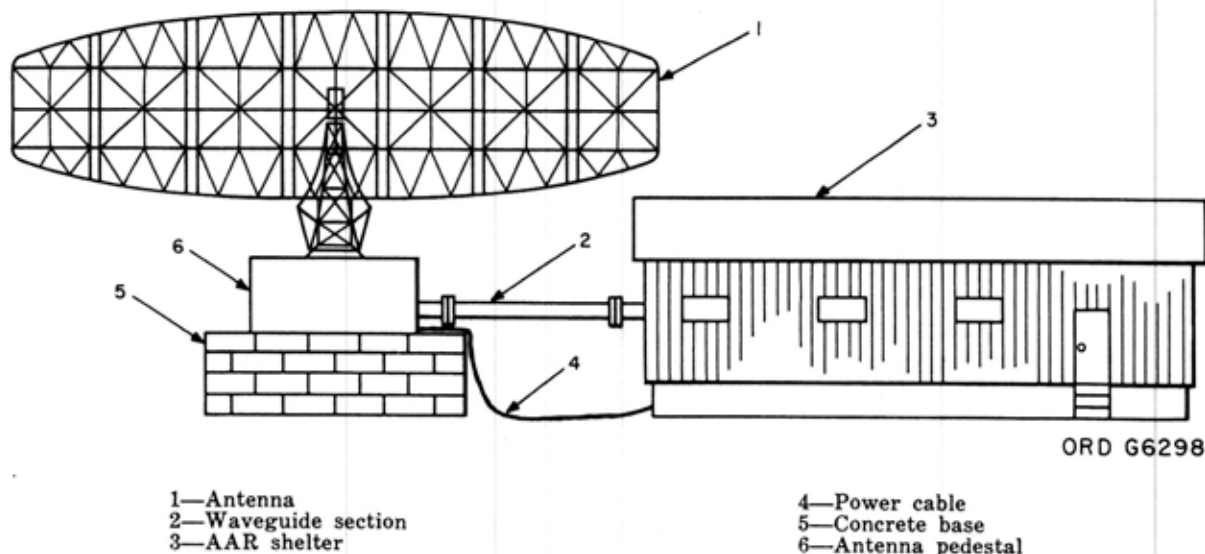 1
3
2
6
5
4
ORD G6298
1—Antenna
2—Waveguide section
3—AAR shelter
4—Power cable
5—Concrete base
6—Antenna pedestal